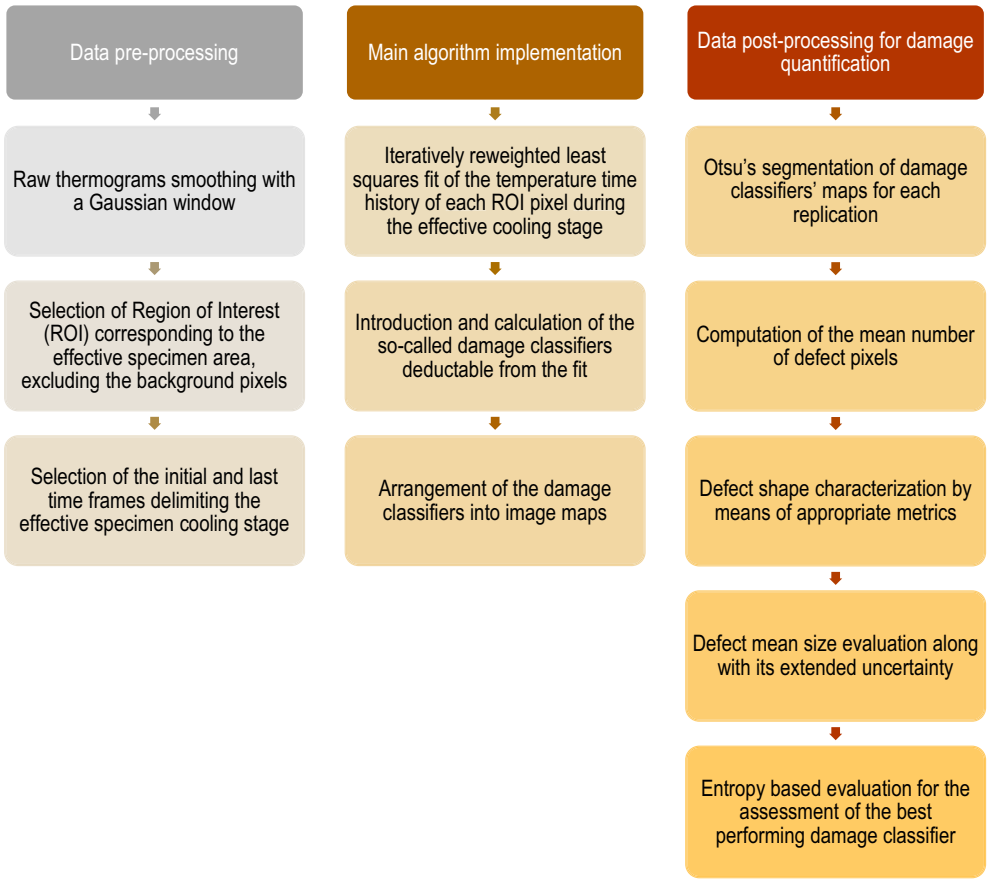 Data pre-processing
Raw thermograms smoothing with
a Gaussian window
Selection of Region of Interest
(ROI) corresponding to the
effective specimen area,
excluding the background pixels
Selection of the initial and last
time frames delimiting the
effective specimen cooling stage
Main algorithm implementation
Iteratively reweighted least
squares fit of the temperature time
history of each ROI pixel during
the effective cooling stage
Introduction and calculation of the
so-called damage classifiers
deductable from the fit
Arrangement of the damage
classifiers into image maps
Data post-processing for damage
quantification
Otsu's segmentation of damage
classifiers' maps for each
replication
Computation of the mean number
of defect pixels
Defect shape characterization by
means of appropriate metrics
Defect mean size evaluation along
with its extended uncertainty
Entropy based evaluation for the
assessment of the best
performing damage classifier